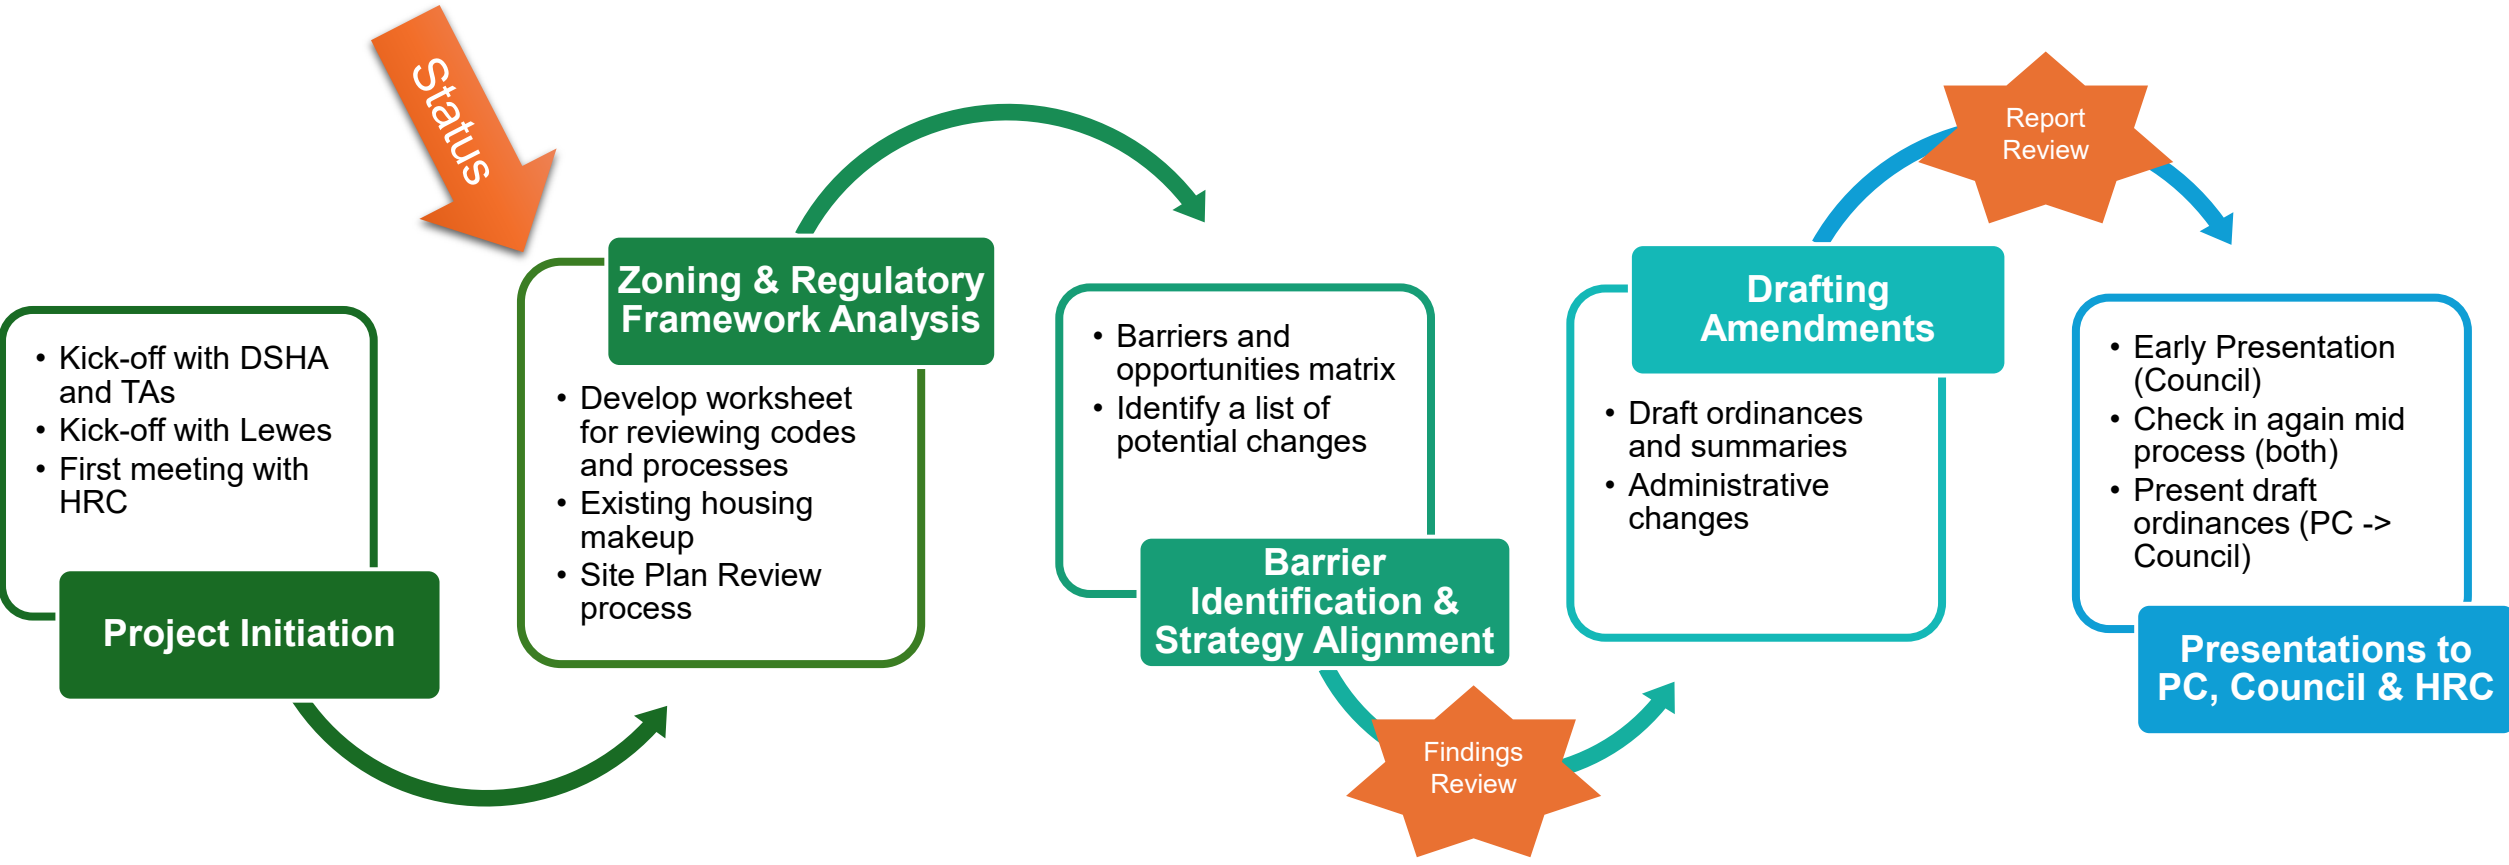 Status
• Kick-off with DSHA
and TAs
• Kick-off with Lewes
• First meeting with
HRC
Project Initiation
Zoning & Regulatory
Framework Analysis
• Develop worksheet
for reviewing codes
and processes
• Existing housing
makeup
• Site Plan Review
process
• Barriers and
opportunities matrix
• Identify a list of
potential changes
Barrier
Identification &
Strategy Alignment
Findings
Review
Drafting
Amendments
• Draft ordinances
and summaries
• Administrative
changes
Report
Review
• Early Presentation
(Council)
• Check in again mid
process (both)
• Present draft
ordinances (PC ->
Council)
Presentations to
PC, Council & HRC